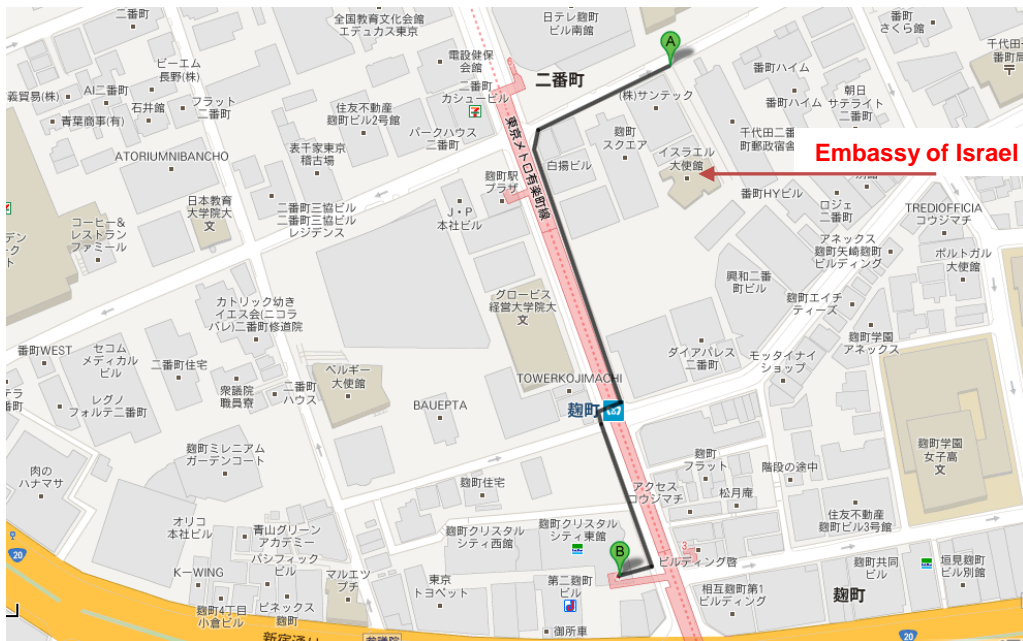 全国教育文化会館
エデュカス東京
日テレ麹町
ビル南館
番町
さくら館
千代田
番町局
電設健保
会館
6
二番町
A
ビーエム
長野(株)
AI二番町
義貿易(株)
石井館
フラット
二番町
青葉商事(有)
住友不動産
麹町ビル2号館
二番町
カシュービル
パークハウス
二番町
(株)サンテック
番町ハイム
番町ハイム
朝日
サテライト
二番町
麹町
スクエア
千代田二番
町郵政宿舎
ATORIUMNIBANCHO
表千家東京
稽古場
東京メトロ有楽町線
白揚ビル
イスラエル
大使館
Embassy of Israel
別館
麹町駅
プラザ
番町HYビル
日本教育
大学院大
文
二番町三協ビル
二番町三協ビル
レジデンス
J・P
本社ビル
ロジェ
二番町
TREDIOFFICIA
コウジマチ
コーヒー&
レストラン
ファミール
アネックス
麹町矢崎麹町
ビルディング
ポルトガル
大使館
興和二番
町ビル
グロービス
経営大学院大
文
カトリック幼き
イエス会(ニコラ
バレ)二番町修道院
麹町エイチ
ティーズ
麹町学園
アネックス
番町WEST
セコム
メディカル
ビル
二番町住宅
ベルギー
大使館
ダイアパレス
二番町
モッタイナイ
ショップ
衆議院
職員寮
二番町
ハウス
TOWERKOJIMACHI
レグノ
フォルテ二番町
BAUEPTA
麹町
麹町ミレニアム
ガーデンコート
麹町
フラット
階段の途中
麹町学園
女子高
文
肉の
ハナマサ
麹町住宅
アクセス
コウジマチ
松月庵
オリコ
本社ビル
青山グリーン
アカデミー
麹町クリスタル
シティ西館
麹町クリスタル
シティ東館
住友不動産
麹町ビル3号館
20
パシフィック
ビル
B
3
ビルディング啓
K-WING
マルエツ
プチ
東京
トヨペット
第二麹町
ビル
麹町共同
ビル
垣見麹町
ビル別館
相互麹町第1
ビルディング
麹町
麹町4丁目
小倉ビル
ビネックス
麹町
御所車
20
新宿通り